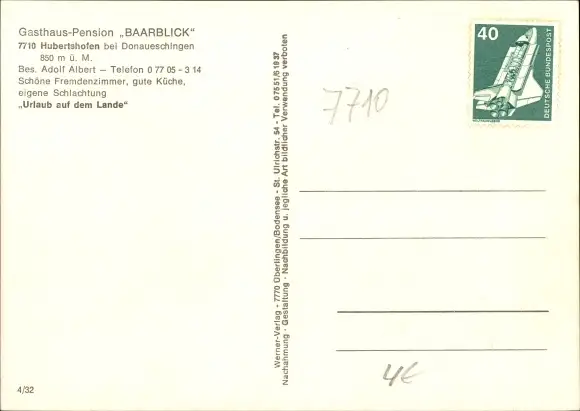 Gasthaus-Pension „BAARBLICK“
7710 Hubertshofen bei Donaueschingen
850 m ü. M.
Bes. Adolf Albert – Telefon 0 77 05 - 3 14
Schöne Fremdenzimmer, gute Küche,
eigene Schlachtung
„Urlaub auf dem Lande“
4/32
Werner-Verlag - 7770 Überlingen/Bodensee - St. Ulrichstr. 54 - Tel. 07551/61937
Nachahmung - Gestaltung - Nachbildung u. jegliche Art bildlicher Verwendung verboten
7710
40
DEUTSCHE BUNDESPOST
4€